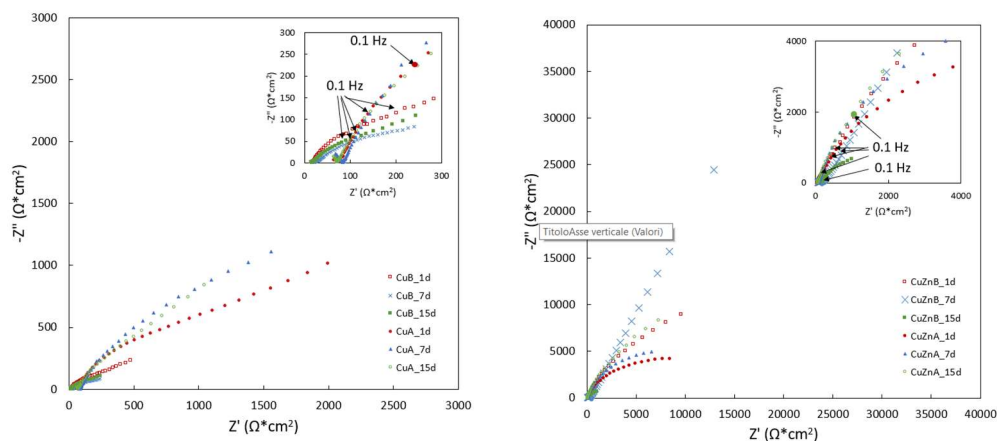 3000
2500
2000
1500
1000
500
0
-Z'' (Ω*cm²)
0 500 1000 1500 2000 2500 3000
Z' (Ω*cm²)
250
200
150
100
50
0
-Z'' (Ω*cm²)
0.1 Hz
0.1 Hz
0 100 200 300
Z' (Ω*cm²)
CuB_1d
CuB_7d
CuB_15d
CuA_1d
CuA_7d
CuA_15d
40000
35000
30000
25000
20000
15000
10000
5000
0
-Z'' (Ω*cm²)
TitoloAsse verticale (Valori)
0 5000 10000 15000 20000 25000 30000 35000 40000
Z' (Ω*cm²)
4000
2000
0
-Z'' (Ω*cm²)
0.1 Hz
0.1 Hz
0 2000 4000
Z' (Ω*cm²)
CuZnB_1d
CuZnB_7d
CuZnB_15d
CuZnA_1d
CuZnA_7d
CuZnA_15d